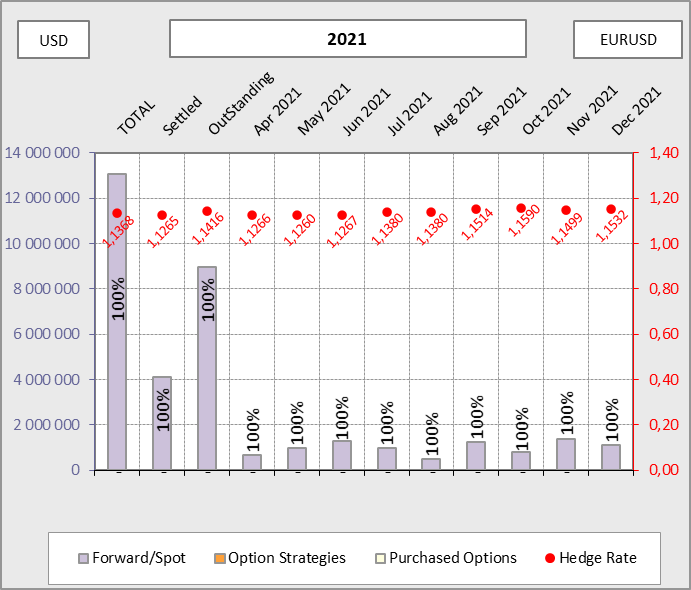 USD
2021
EURUSD
TOTAL
Settled
OutStanding
Apr 2021
May 2021
Jun 2021
Jul 2021
Aug 2021
Sep 2021
Oct 2021
Nov 2021
Dec 2021
14 000 000
12 000 000
10 000 000
8 000 000
6 000 000
4 000 000
2 000 000
0
1,40
1,20
1,00
0,80
0,60
0,40
0,20
0,00
1,1368
1,1265
1,1416
1,1266
1,1260
1,1267
1,1380
1,1380
1,1514
1,1590
1,1499
1,1532
100%
100%
100%
100%
100%
100%
100%
100%
100%
100%
100%
100%
Forward/Spot
Option Strategies
Purchased Options
Hedge Rate